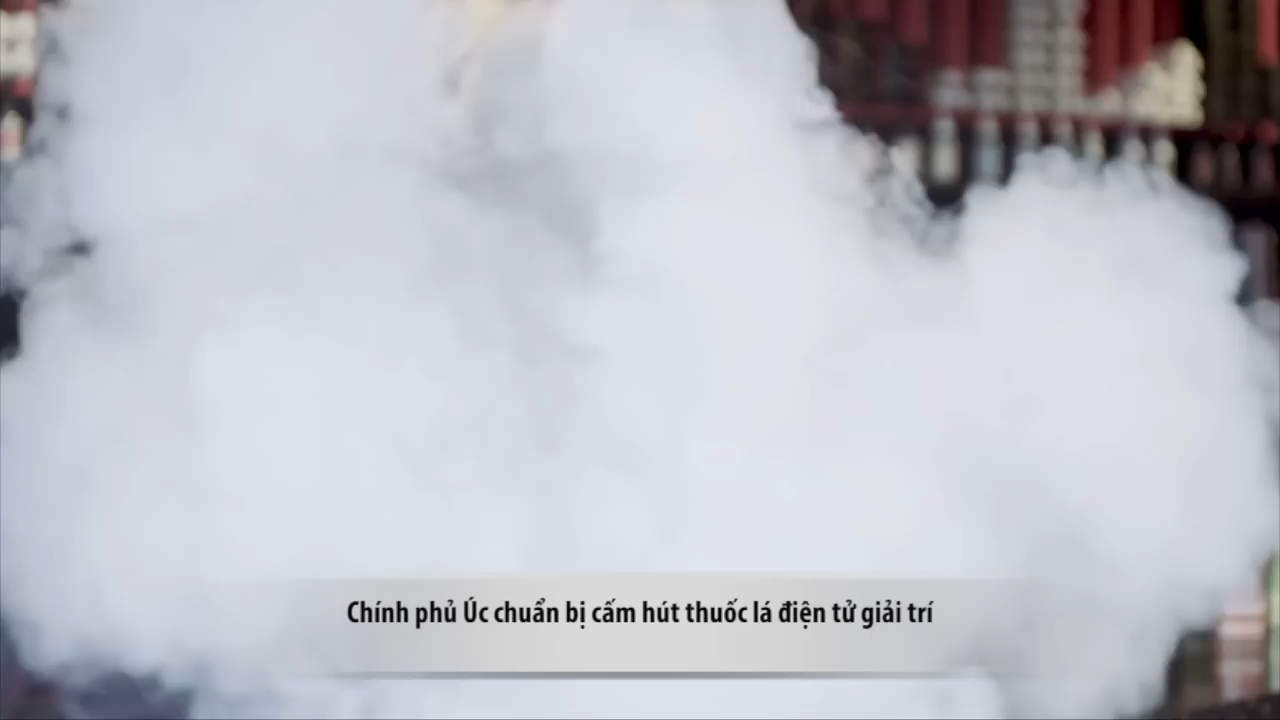 Chính phủ Úc chuẩn bị cấm hút thuốc lá điện tử giải trí